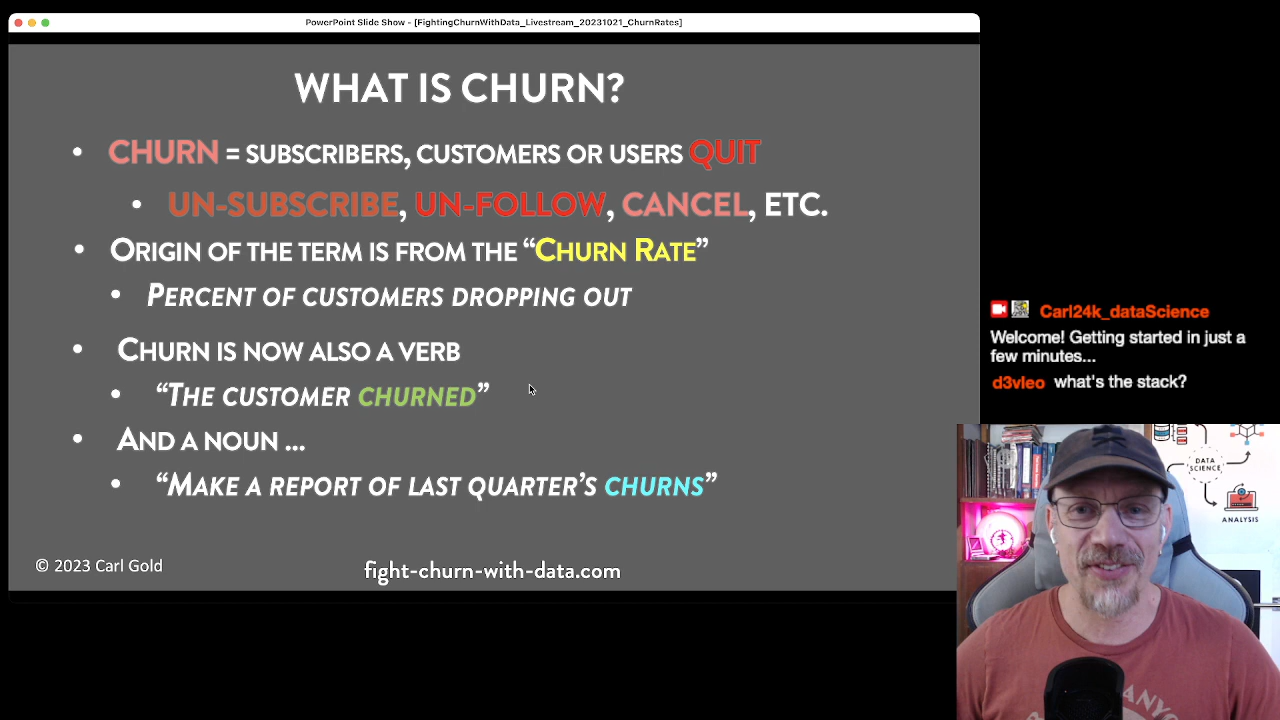 PowerPoint Slide Show - [FightingChurnWithData_Livestream_20231021_ChurnRates]
WHAT IS CHURN?
• CHURN = SUBSCRIBERS, CUSTOMERS OR USERS QUIT
• UN-SUBSCRIBE, UN-FOLLOW, CANCEL, ETC.
• ORIGIN OF THE TERM IS FROM THE “CHURN RATE”
• PERCENT OF CUSTOMERS DROPPING OUT
• CHURN IS NOW ALSO A VERB
• “THE CUSTOMER CHURNED”
• AND A NOUN ...
• “MAKE A REPORT OF LAST QUARTER’S CHURNS”
© 2023 Carl Gold
fight-churn-with-data.com
Carl24k_dataScience
Welcome! Getting started in just a
few minutes...
d3vleo what's the stack?
DATA
SCIENCE
ANALYSIS